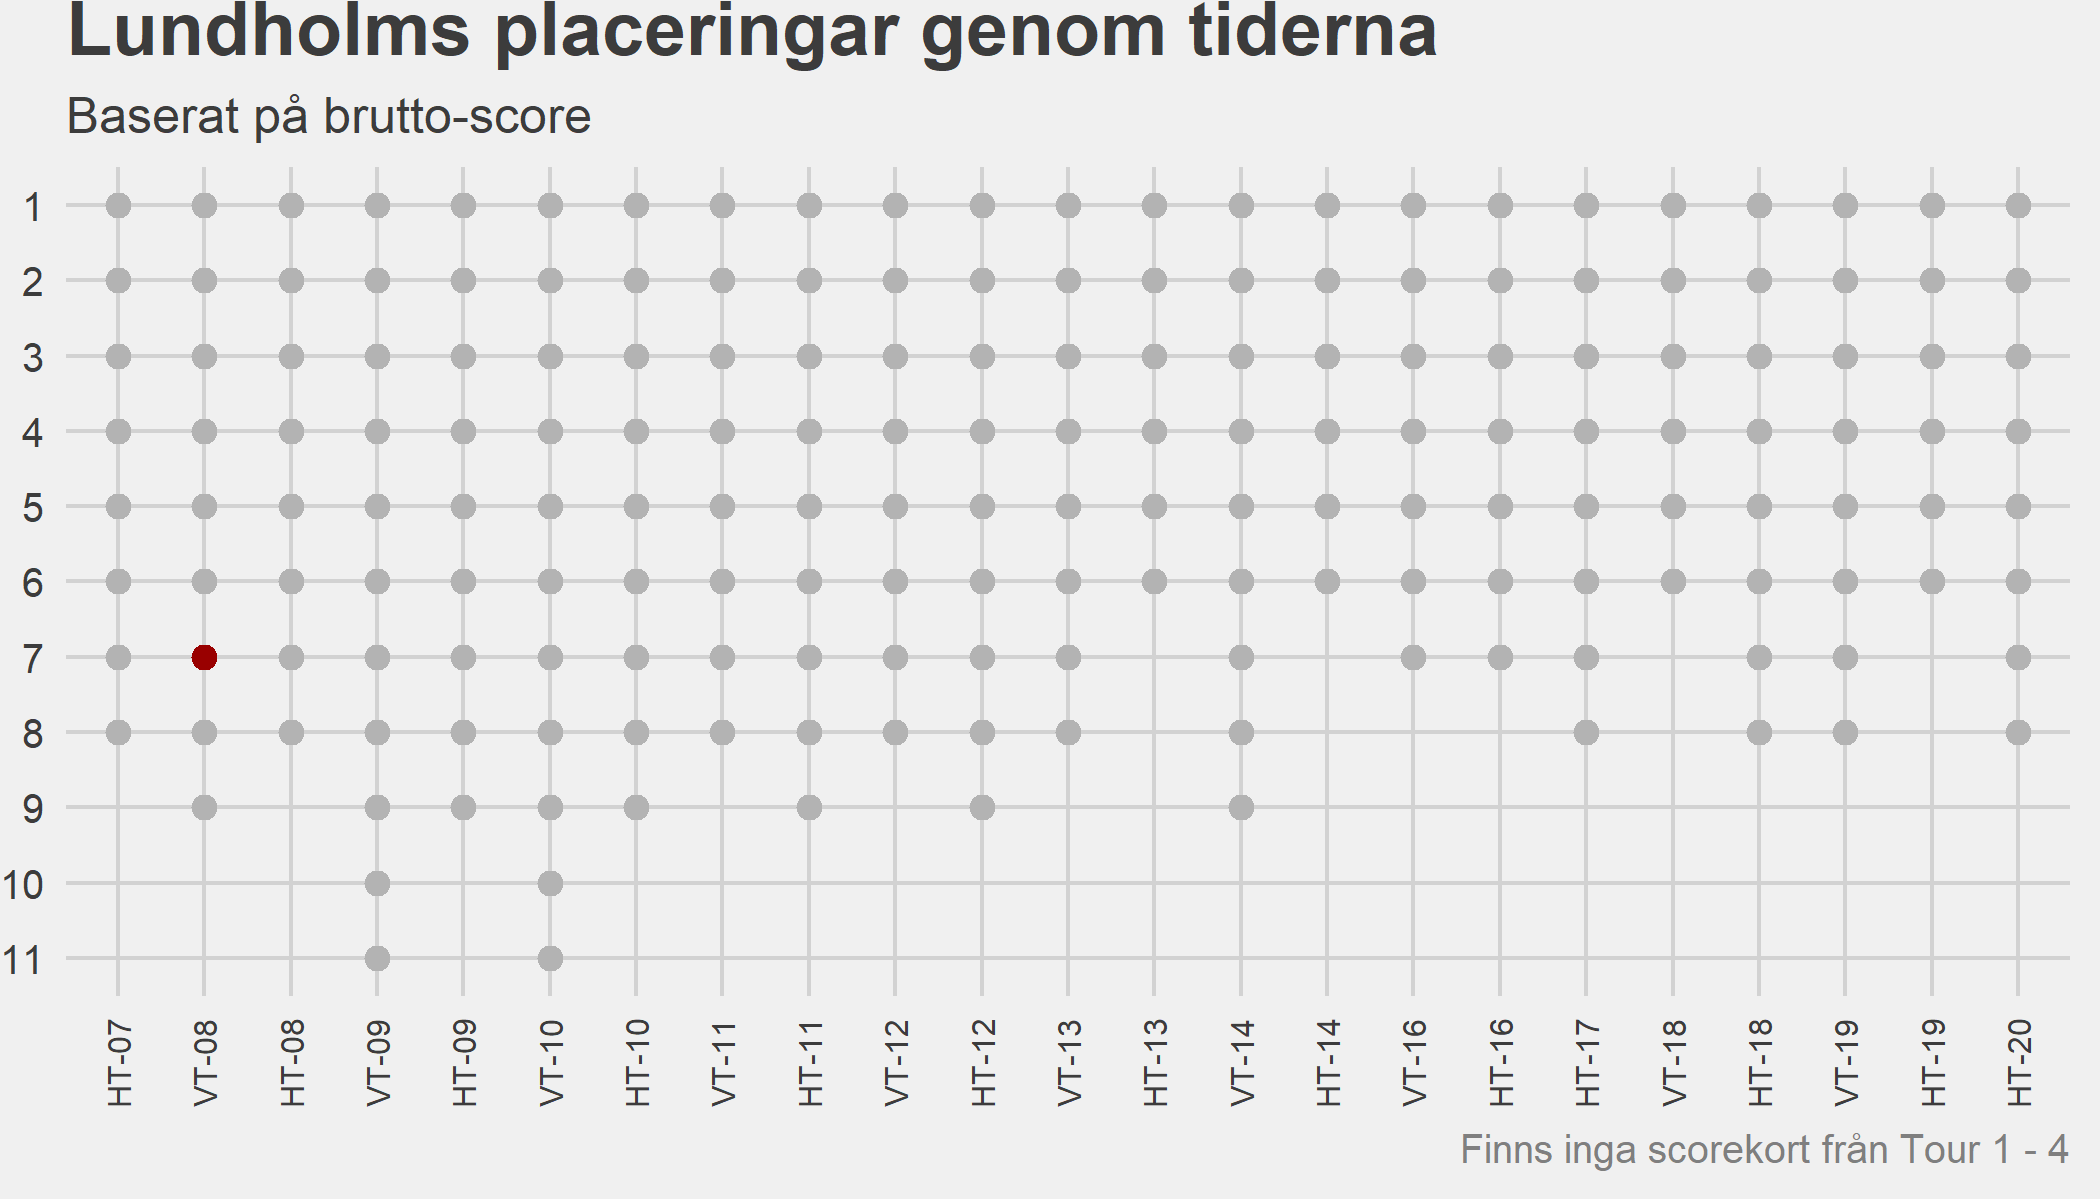 Lundholms placeringar genom tiderna
Baserat på brutto-score
1
2
3
4
5
6
7
8
9
10
11
HT-07
VT-08
HT-08
VT-09
HT-09
VT-10
HT-10
VT-11
HT-11
VT-12
HT-12
VT-13
HT-13
VT-14
HT-14
VT-16
HT-16
HT-17
VT-18
HT-18
VT-19
HT-19
HT-20
Finns inga scorekort från Tour 1 - 4